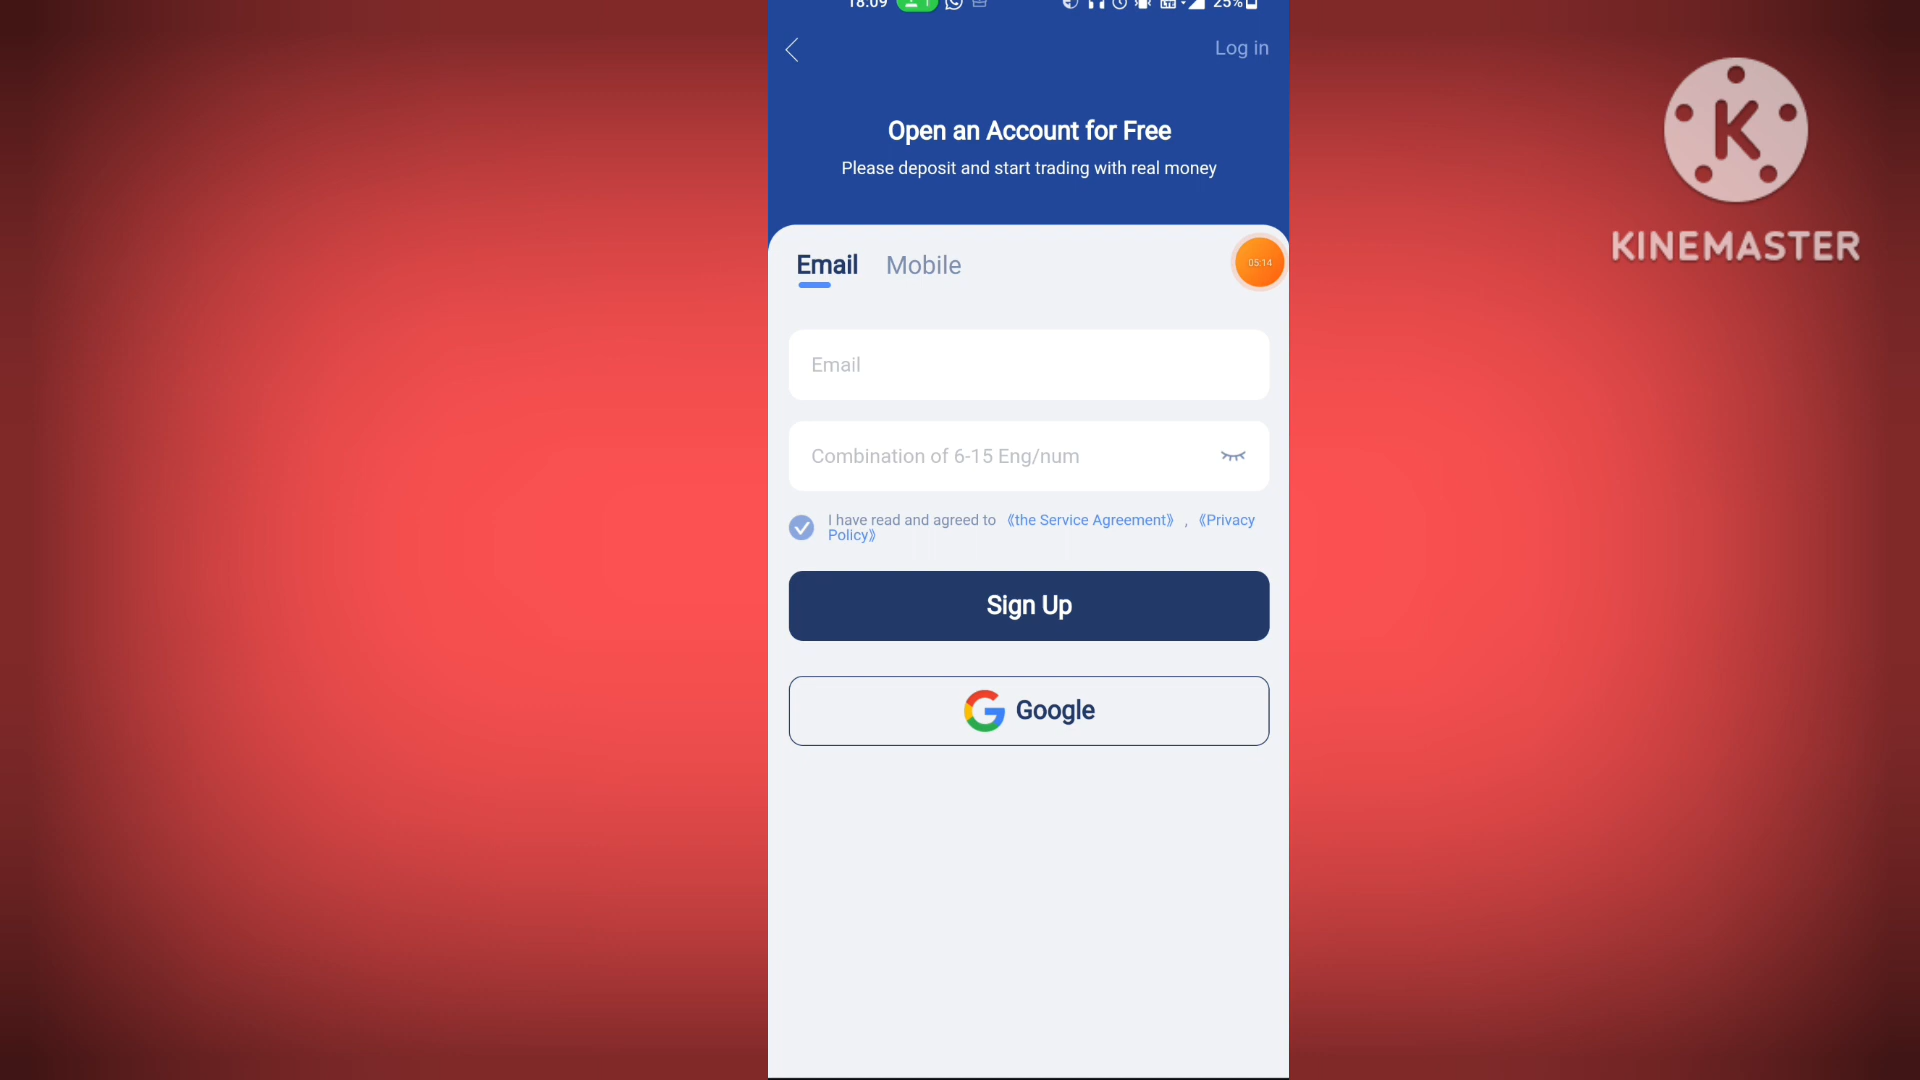 18:09
25%
Log in
Open an Account for Free
Please deposit and start trading with real money
Email Mobile
05:14
Email
Combination of 6-15 Eng/num
I have read and agreed to 《the Service Agreement》 , 《Privacy
Policy》
Sign Up
Google
K
KINEMASTER